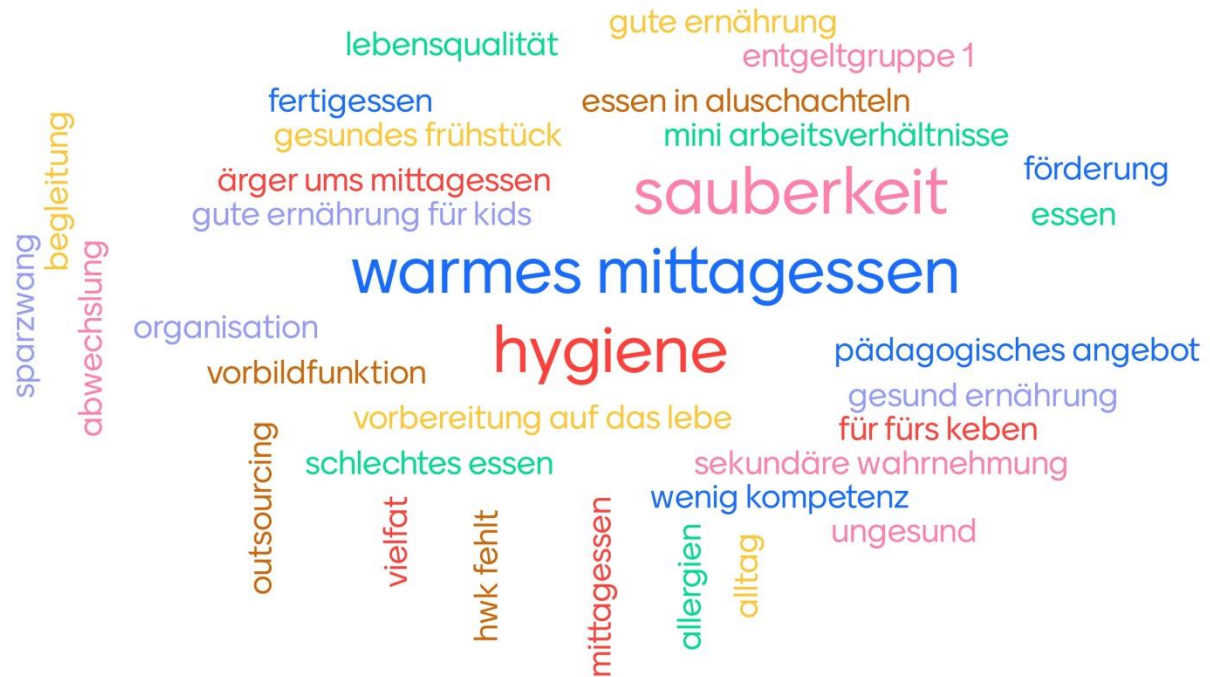 gute ernährung
lebensqualität
entgeltgruppe 1
fertigessen
essen in aluschachteln
gesundes frühstück
mini arbeitsverhältnisse
förderung
ärger ums mittagessen
sauberkeit
gute ernährung für kids
essen
begleitung
sparzwang
abwechslung
warmes mittagessen
organisation
hygiene
pädagogisches angebot
vorbildfunktion
gesund ernährung
vorbereitung auf das lebe
für fürs keben
schlechtes essen
sekundäre wahrnehmung
wenig kompetenz
ungesund
outsourcing
vielfat
hwk fehlt
mittagessen
allergien
alltag